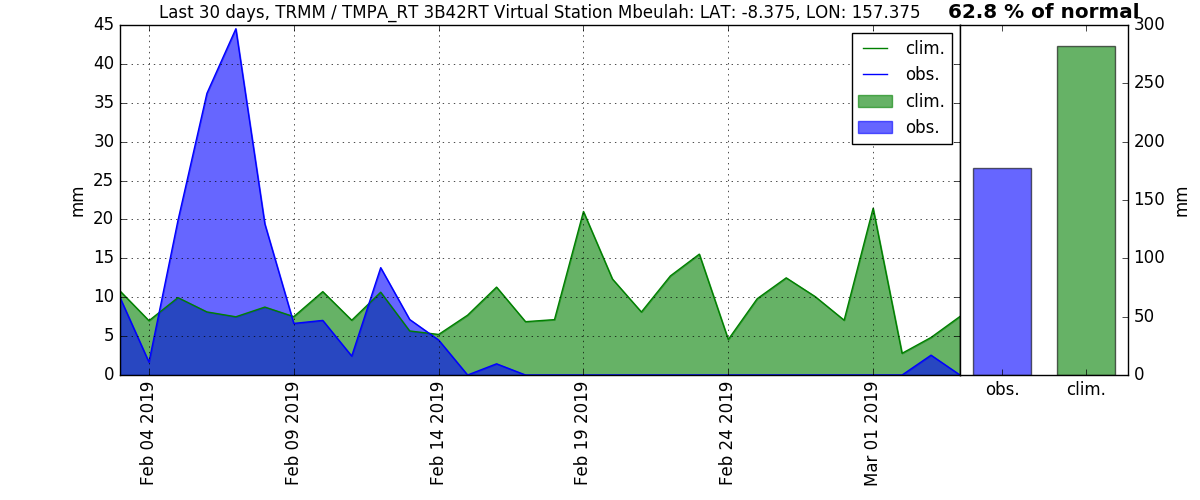 Last 30 days, TRMM / TMPA_RT 3B42RT Virtual Station Mbeulah: LAT: -8.375, LON: 157.375
62.8 % of normal
45
40
35
30
25
20
15
10
5
0
mm
clim.
obs.
clim.
obs.
Feb 04 2019
Feb 09 2019
Feb 14 2019
Feb 19 2019
Feb 24 2019
Mar 01 2019
300
250
200
150
100
50
0
mm
obs.
clim.